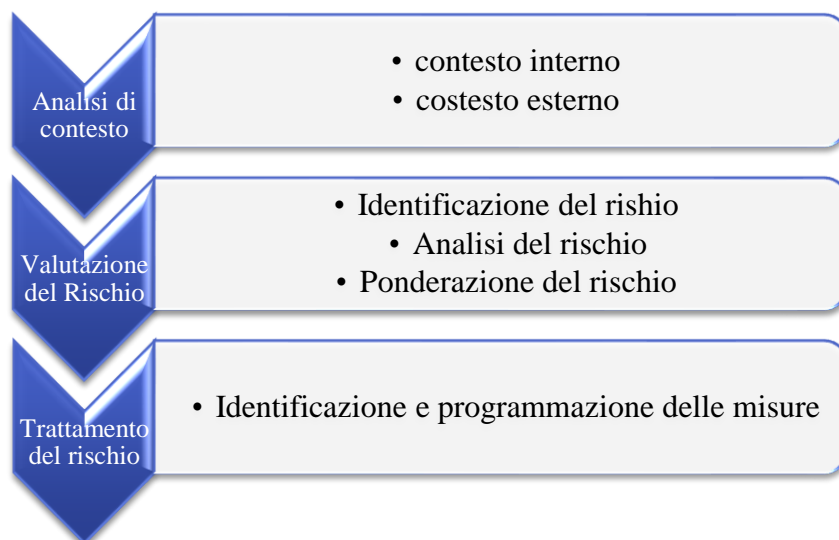 Analisi di
contesto
• contesto interno
• costesto esterno
Valutazione
del Rischio
• Identificazione del rishio
• Analisi del rischio
• Ponderazione del rischio
Trattamento
del rischio
• Identificazione e programmazione delle misure